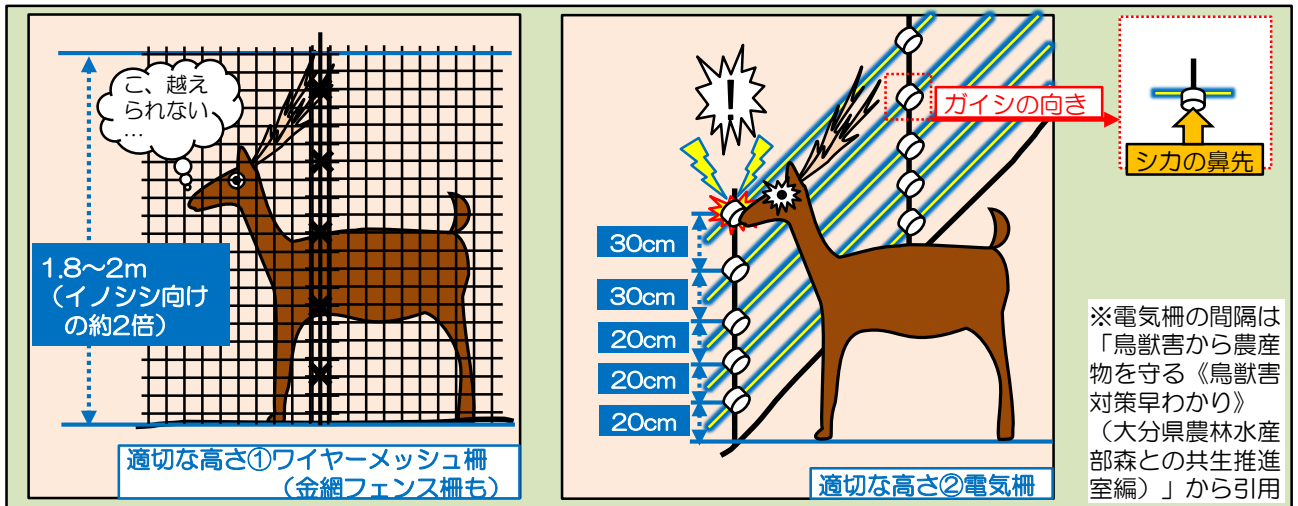 こ、越え
られない
…
1.8～2m
（イノシシ向け
の約2倍）
適切な高さ①ワイヤーメッシュ柵
（金網フェンス柵も）
!
30cm
30cm
20cm
20cm
20cm
適切な高さ②電気柵
ガイシの向き
シカの鼻先
※電気柵の間隔は
「鳥獣害から農産
物を守る《鳥獣害
対策早わかり》
（大分県農林水産
部森との共生推進
室編）」から引用